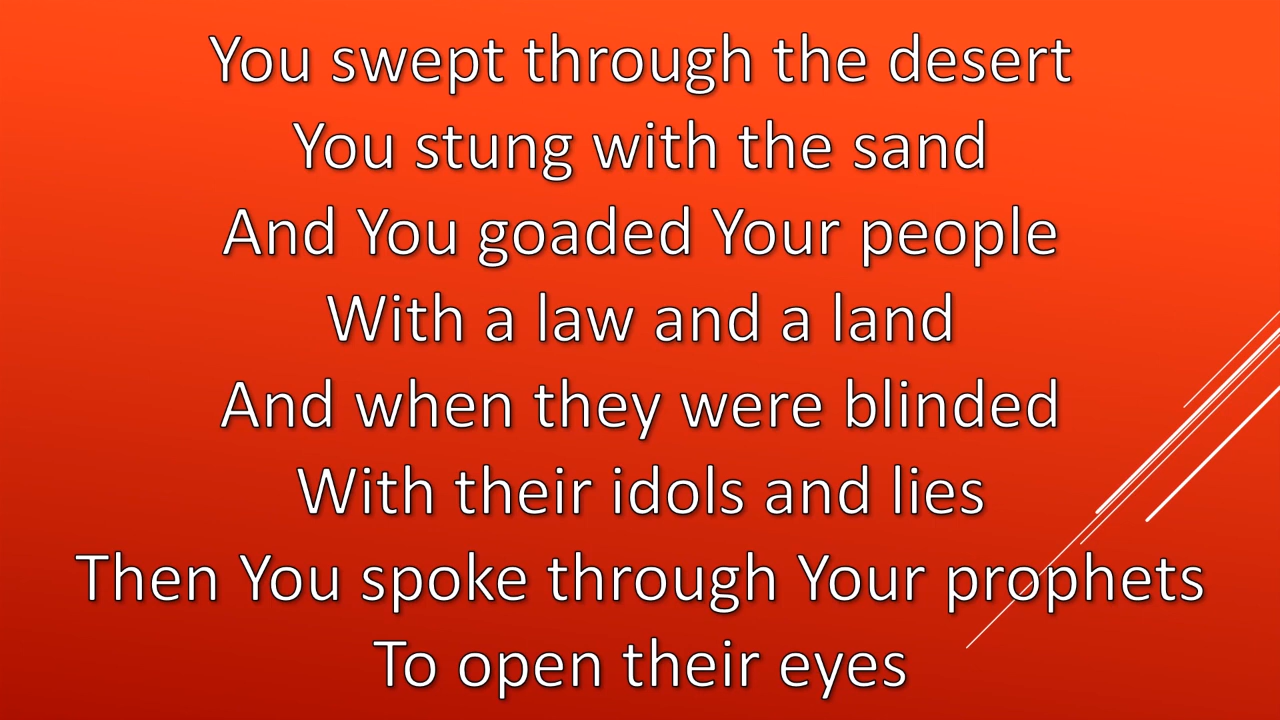 You swept through the desert
You stung with the sand
And You goaded Your people
With a law and a land
And when they were blinded
With their idols and lies
Then You spoke through Your prophets
To open their eyes